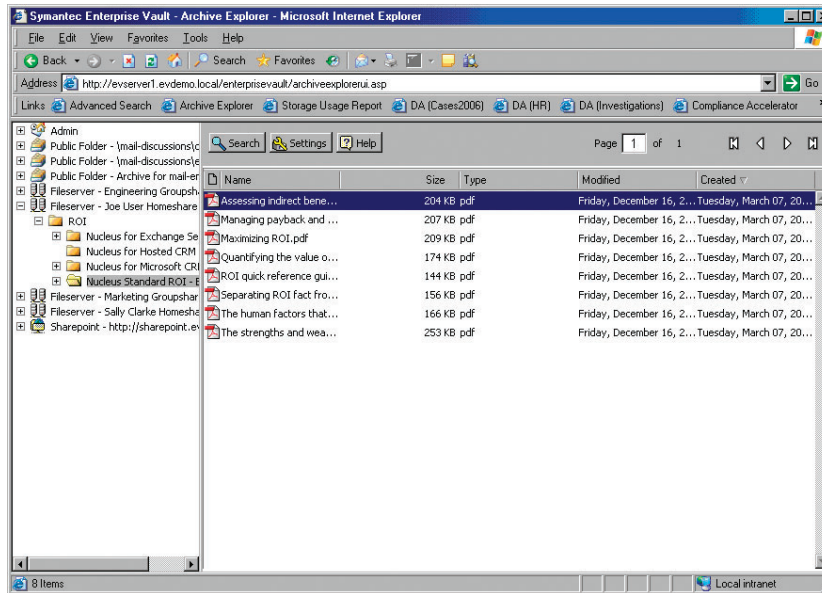 Symantec Enterprise Vault - Archive Explorer - Microsoft Internet Explorer
File Edit View Favorites Tools Help
Back Search Favorites
Address http://evserver1.evdemo.local/enterprisevault/archiveexplorerui.asp Go
Links Advanced Search Archive Explorer Storage Usage Report DA (Cases2006) DA (HR) DA (Investigations) Compliance Accelerator »
Admin
Public Folder - \mail-discussions\c
Public Folder - \mail-discussions\e
Public Folder - Archive for mail-er
Fileserver - Engineering Groupsh
Fileserver - Joe User Homeshare
ROI
Nucleus for Exchange Se
Nucleus for Hosted CRM
Nucleus for Microsoft CRI
Nucleus Standard ROI - E
Fileserver - Marketing Groupshar
Fileserver - Sally Clarke Homesha
Sharepoint - http://sharepoint.ev
Search Settings Help Page 1 of 1
Name Size Type Modified Created
Assessing indirect bene... 204 KB pdf Friday, December 16, 2... Tuesday, March 07, 20...
Managing payback and ... 207 KB pdf Friday, December 16, 2... Tuesday, March 07, 20...
Maximizing ROI.pdf 209 KB pdf Friday, December 16, 2... Tuesday, March 07, 20...
Quantifying the value o... 174 KB pdf Friday, December 16, 2... Tuesday, March 07, 20...
ROI quick reference gui... 144 KB pdf Friday, December 16, 2... Tuesday, March 07, 20...
Separating ROI fact fro... 156 KB pdf Friday, December 16, 2... Tuesday, March 07, 20...
The human factors that... 166 KB pdf Friday, December 16, 2... Tuesday, March 07, 20...
The strengths and wea... 253 KB pdf Friday, December 16, 2... Tuesday, March 07, 20...
8 Items Local intranet